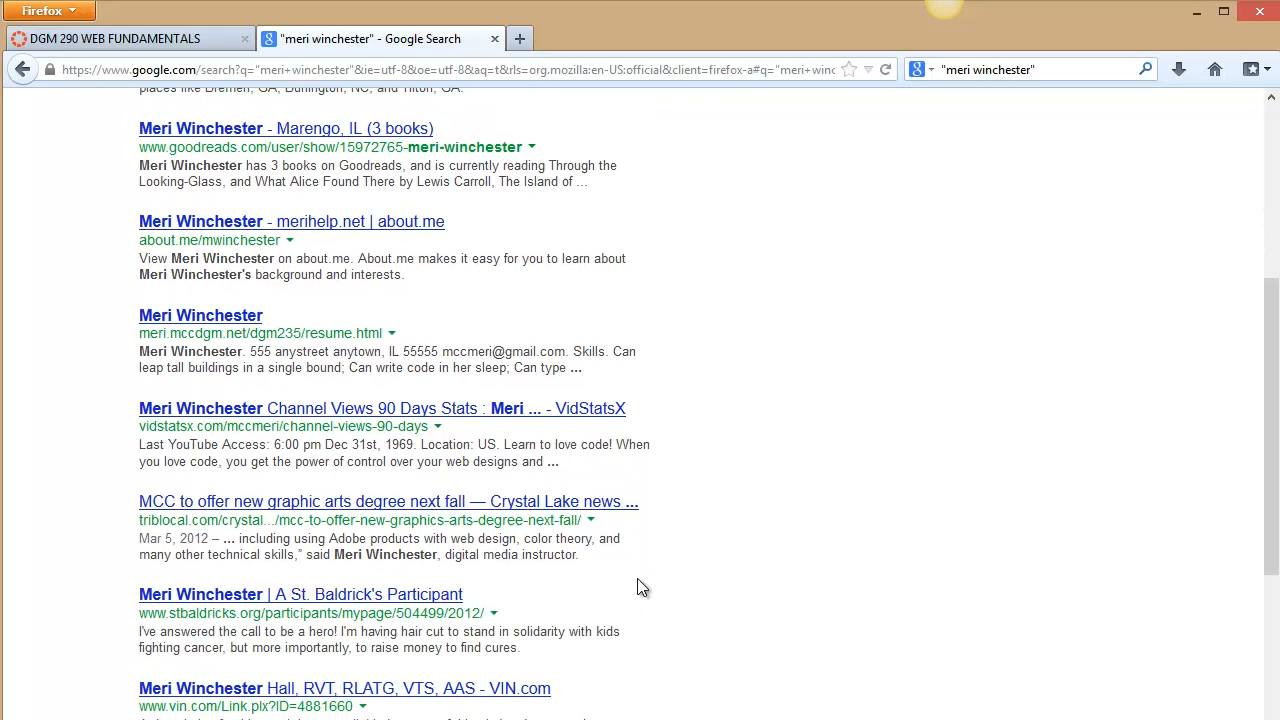 Firefox
DGM 290 WEB FUNDAMENTALS
"meri winchester" - Google Search
https://www.google.com/search?q="meri+winchester"&ie=utf-8&oe=utf-8&aq=t&rls=org.mozilla:en-US:official&client=firefox-a#q="meri+winc
"meri winchester"
places like Bremen, GA, Burlington, NC, and Tifton, GA.
Meri Winchester - Marengo, IL (3 books)
www.goodreads.com/user/show/15972765-meri-winchester
Meri Winchester has 3 books on Goodreads, and is currently reading Through the
Looking-Glass, and What Alice Found There by Lewis Carroll, The Island of ...
Meri Winchester - merihelp.net | about.me
about.me/mwinchester
View Meri Winchester on about.me. About.me makes it easy for you to learn about
Meri Winchester's background and interests.
Meri Winchester
meri.mccdgm.net/dgm235/resume.html
Meri Winchester. 555 anystreet anytown, IL 55555 mccmeri@gmail.com. Skills. Can
leap tall buildings in a single bound; Can write code in her sleep; Can type ...
Meri Winchester Channel Views 90 Days Stats : Meri ... - VidStatsX
vidstatsx.com/mccmeri/channel-views-90-days
Last YouTube Access: 6:00 pm Dec 31st, 1969. Location: US. Learn to love code! When
you love code, you get the power of control over your web designs and ...
MCC to offer new graphic arts degree next fall — Crystal Lake news ...
triblocal.com/crystal.../mcc-to-offer-new-graphics-arts-degree-next-fall/
Mar 5, 2012 – ... including using Adobe products with web design, color theory, and
many other technical skills,” said Meri Winchester, digital media instructor.
Meri Winchester | A St. Baldrick's Participant
www.stbaldricks.org/participants/mypage/504499/2012/
I've answered the call to be a hero! I'm having hair cut to stand in solidarity with kids
fighting cancer, but more importantly, to raise money to find cures.
Meri Winchester Hall, RVT, RLATG, VTS, AAS - VIN.com
www.vin.com/Link.plx?ID=4881660